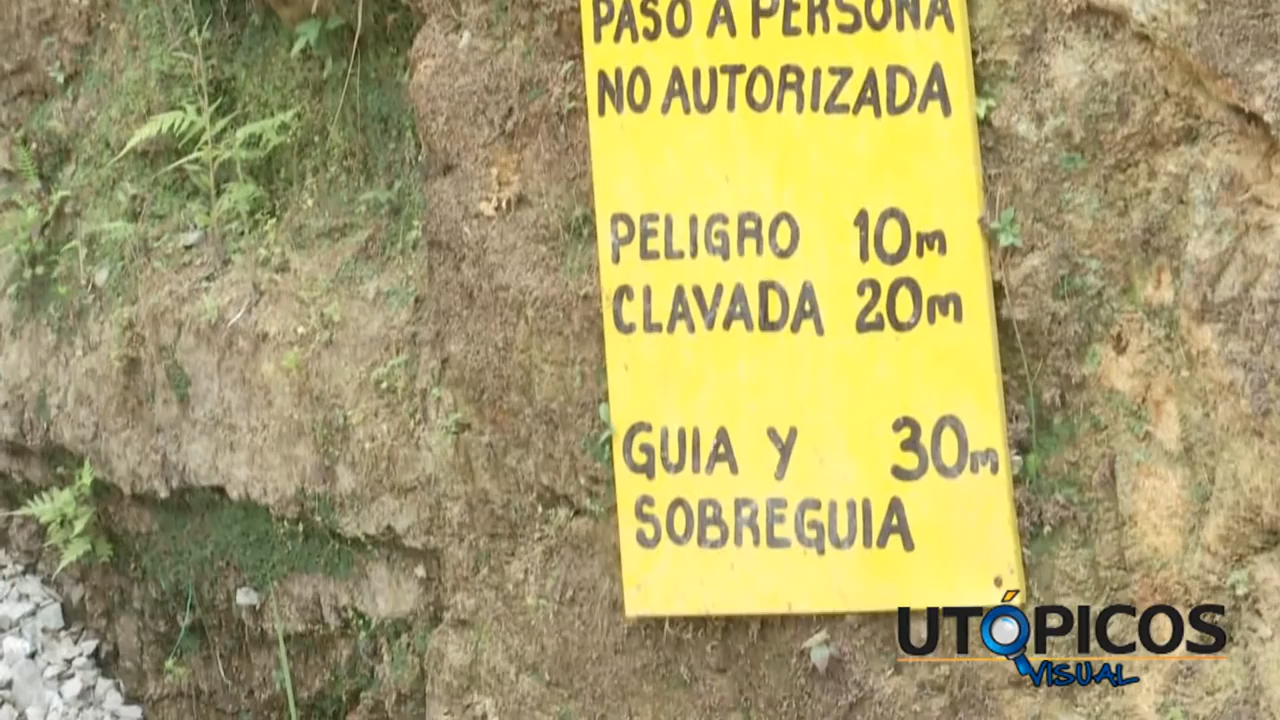 PASO A PERSONA
NO AUTORIZADA
PELIGRO 10m
CLAVADA 20m
GUIA Y 30m
SOBREGUIA
UTÓPICOS
VISUAL